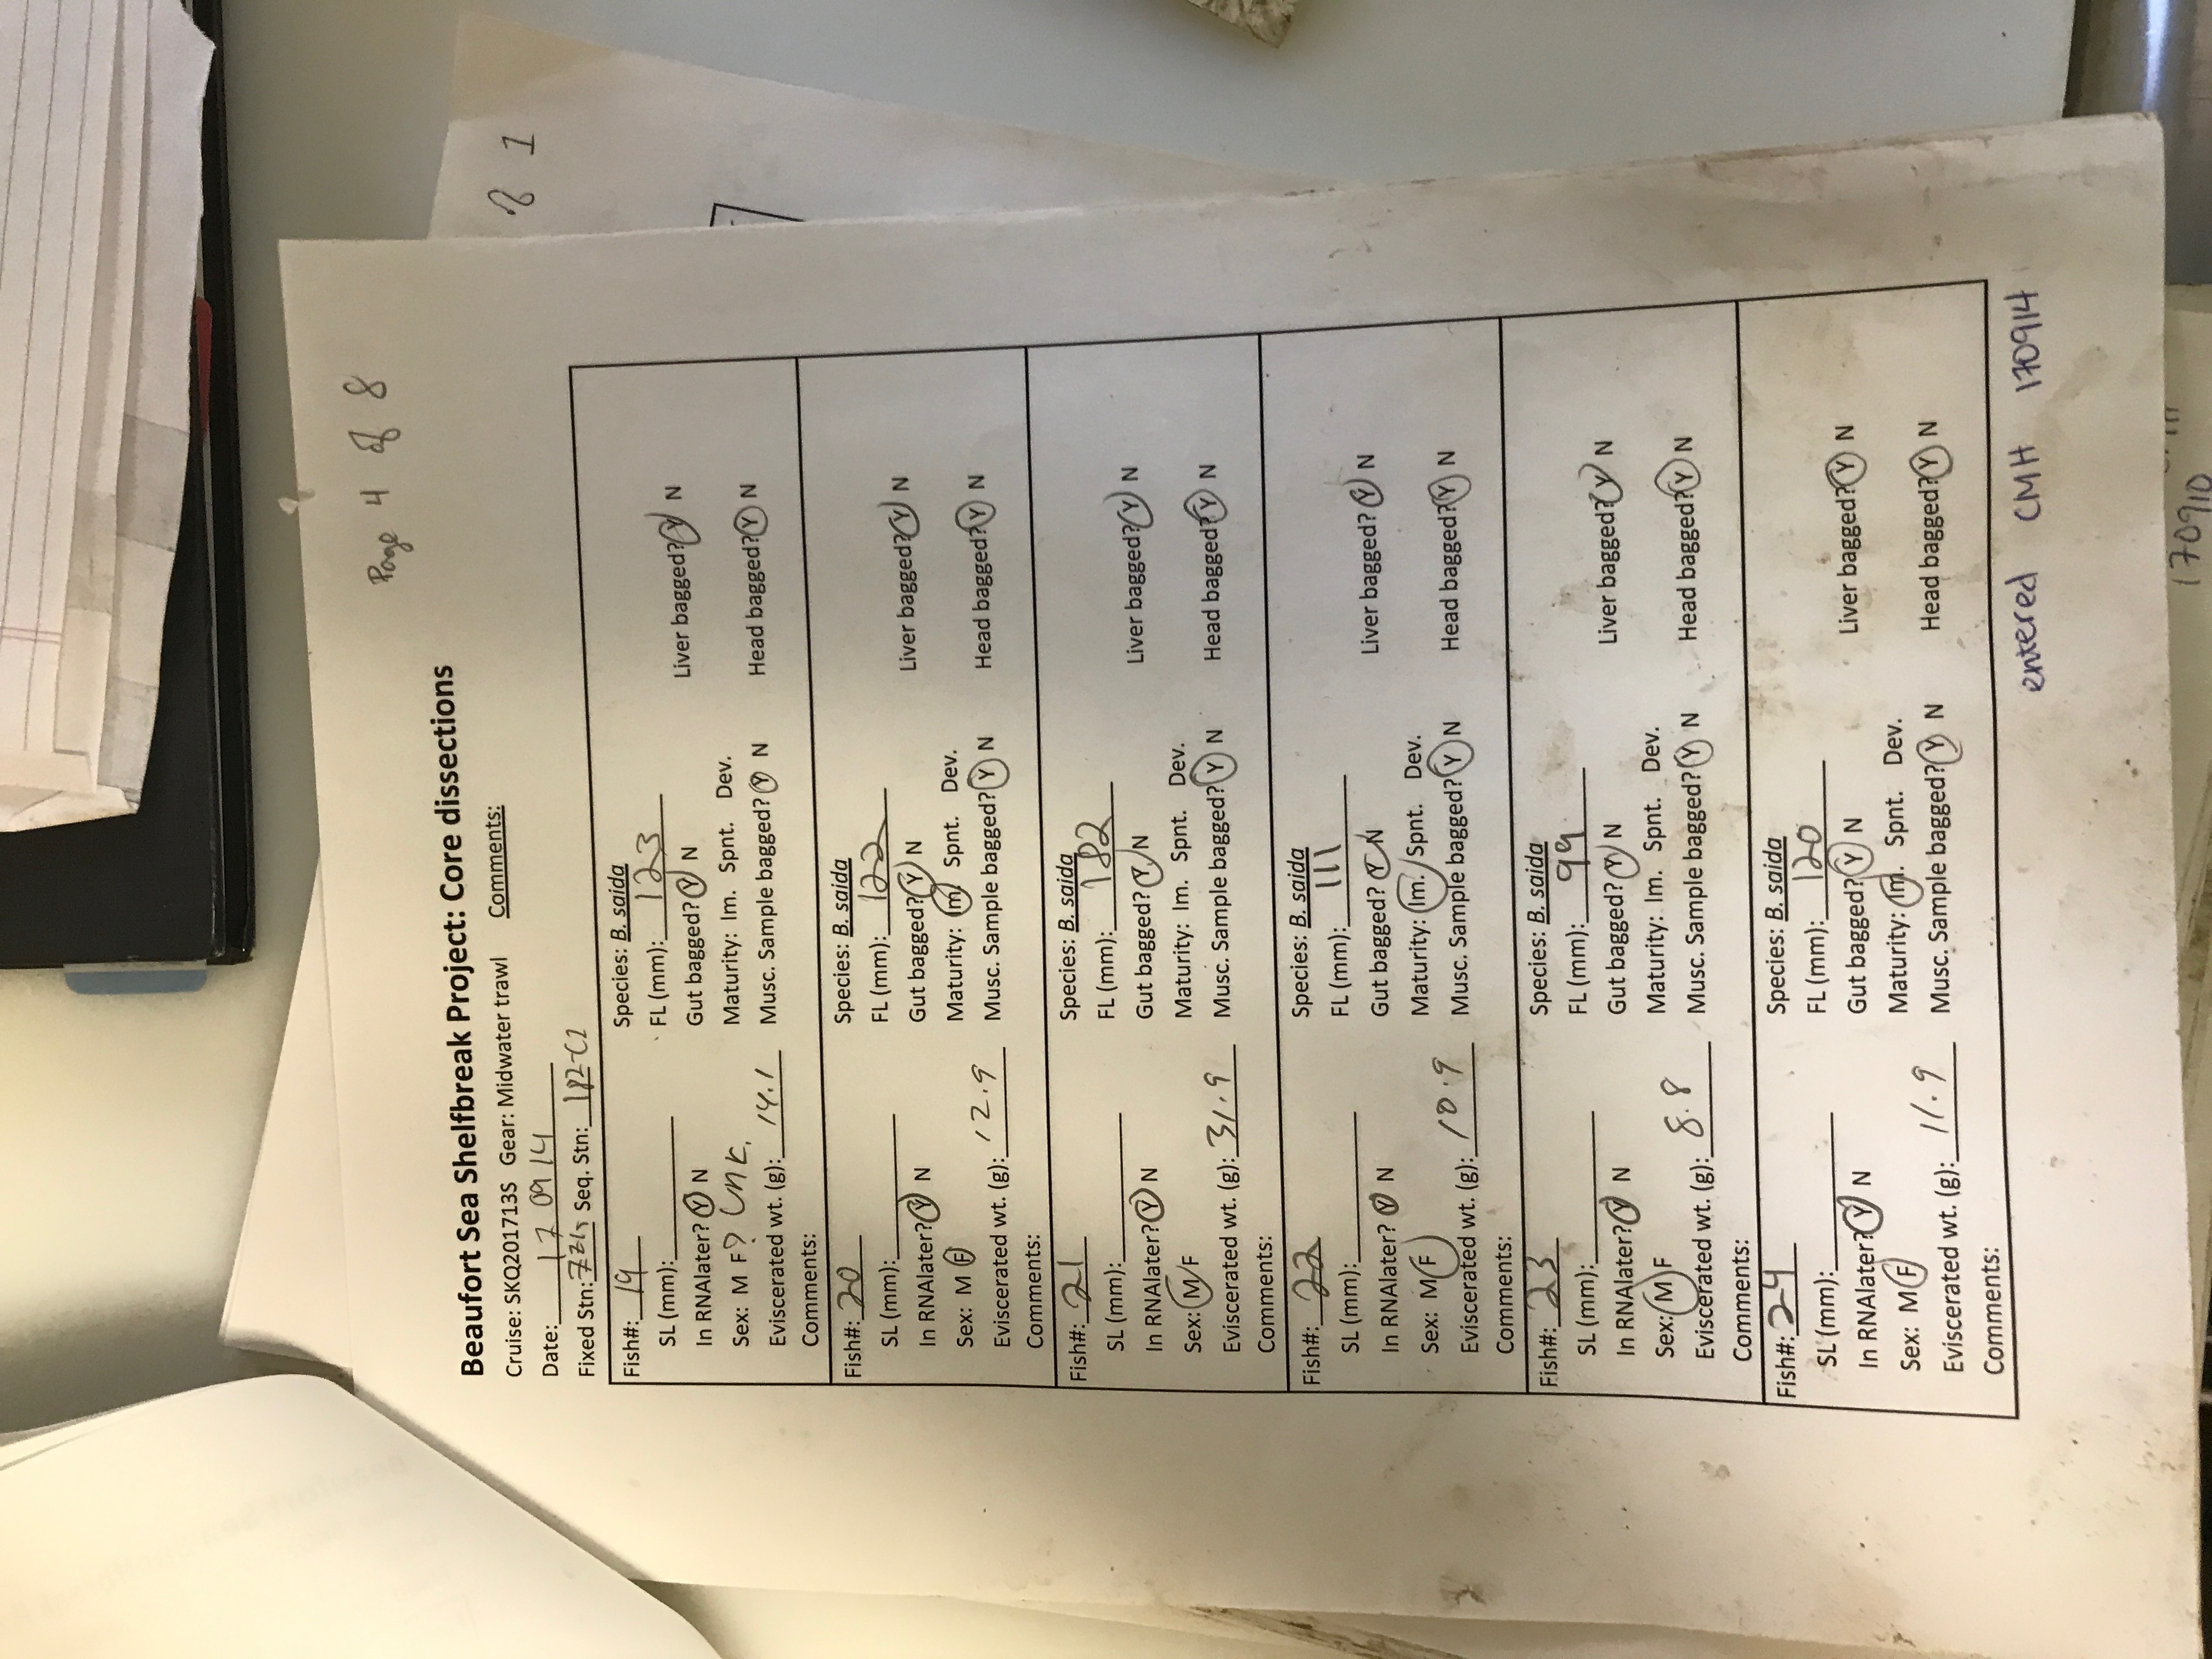 Page 4 of 8
Beaufort Sea Shelfbreak Project: Core dissections
Cruise: SKQ201713S Gear: Midwater trawl Comments:
Date: 170914
Fixed Stn: Seq. Stn: 182-C2
Fish#: 19 Species: B. saida
SL (mm): FL (mm): 123
In RNAlater? Y N Gut bagged? Y N Liver bagged? Y N
Sex: M F ? Unk. Maturity: Im. Spnt. Dev.
Eviscerated wt. (g): 14.1 Musc. Sample bagged? Y N Head bagged? Y N
Comments:
Fish#: 20 Species: B. saida
SL (mm): FL (mm): 122
In RNAlater? Y N Gut bagged? Y N Liver bagged? Y N
Sex: M F Maturity: Im. Spnt. Dev.
Eviscerated wt. (g): 12.9 Musc. Sample bagged? Y N Head bagged? Y N
Comments:
Fish#: 21 Species: B. saida
SL (mm): FL (mm): 182
In RNAlater? Y N Gut bagged? Y N Liver bagged? Y N
Sex: M F Maturity: Im. Spnt. Dev.
Eviscerated wt. (g): 31.9 Musc. Sample bagged? Y N Head bagged? Y N
Comments:
Fish#: 22 Species: B. saida
SL (mm): FL (mm): 111
In RNAlater? Y N Gut bagged? Y N Liver bagged? Y N
Sex: M F Maturity: Im. Spnt. Dev.
Eviscerated wt. (g): 10.9 Musc. Sample bagged? Y N Head bagged? Y N
Comments:
Fish#: 23 Species: B. saida
SL (mm): FL (mm): 99
In RNAlater? Y N Gut bagged? Y N Liver bagged? Y N
Sex: M F Maturity: Im. Spnt. Dev.
Eviscerated wt. (g): 8.8 Musc. Sample bagged? Y N Head bagged? Y N
Comments:
Fish#: 24 Species: B. saida
SL (mm): FL (mm): 120
In RNAlater? Y N Gut bagged? Y N Liver bagged? Y N
Sex: M F Maturity: Im. Spnt. Dev.
Eviscerated wt. (g): 11.9 Musc. Sample bagged? Y N Head bagged? Y N
Comments:
entered CMH 170914
170910